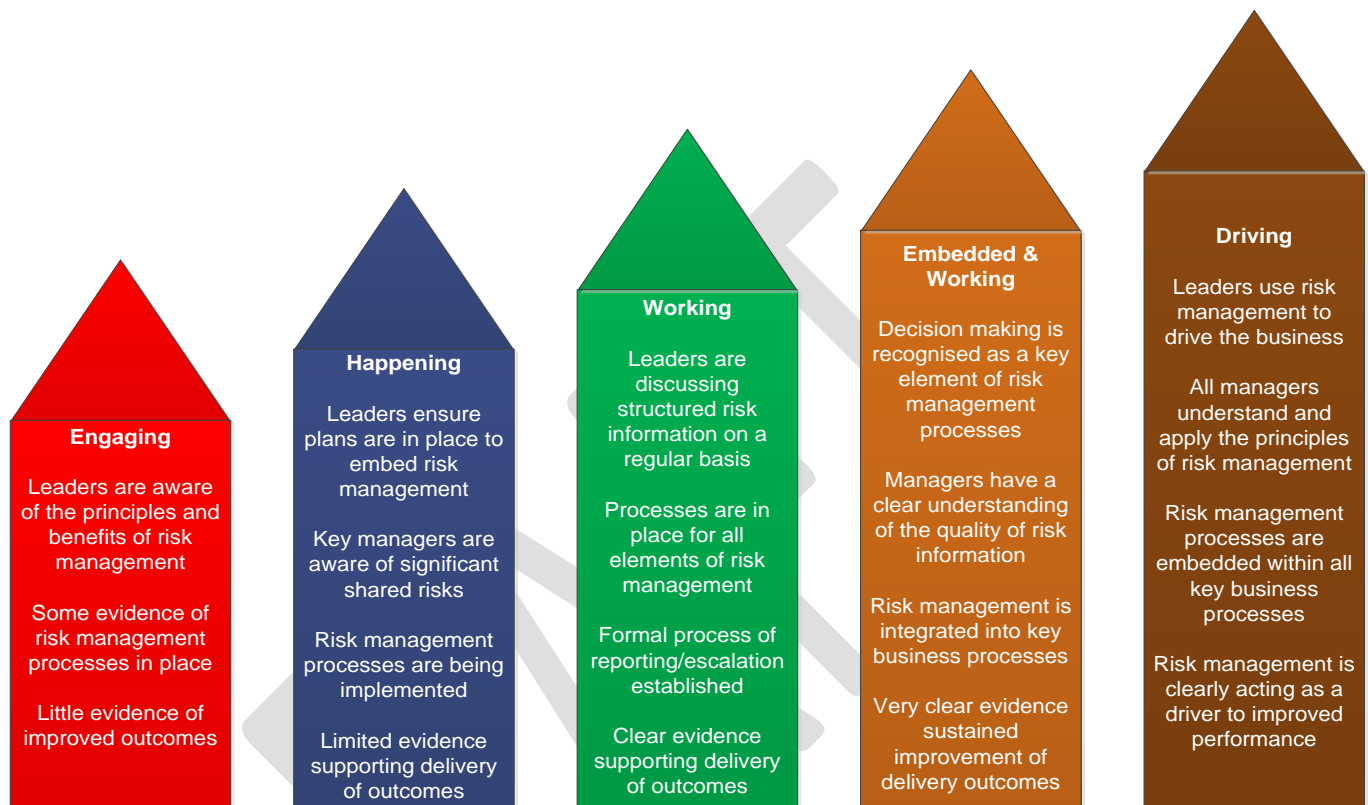 Engaging
Leaders are aware
of the principles and
benefits of risk
management
Some evidence of
risk management
processes in place
Little evidence of
improved outcomes
Happening
Leaders ensure
plans are in place to
embed risk
management
Key managers are
aware of significant
shared risks
Risk management
processes are being
implemented
Limited evidence
supporting delivery
of outcomes
Working
Leaders are
discussing
structured risk
information on a
regular basis
Processes are in
place for all
elements of risk
management
Formal process of
reporting/escalation
established
Clear evidence
supporting delivery
of outcomes
Embedded &
Working
Decision making is
recognised as a key
element of risk
management
processes
Managers have a
clear understanding
of the quality of risk
information
Risk management is
integrated into key
business processes
Very clear evidence
sustained
improvement of
delivery outcomes
Driving
Leaders use risk
management to
drive the business
All managers
understand and
apply the principles
of risk management
Risk management
processes are
embedded within all
key business
processes
Risk management is
clearly acting as a
driver to improved
performance